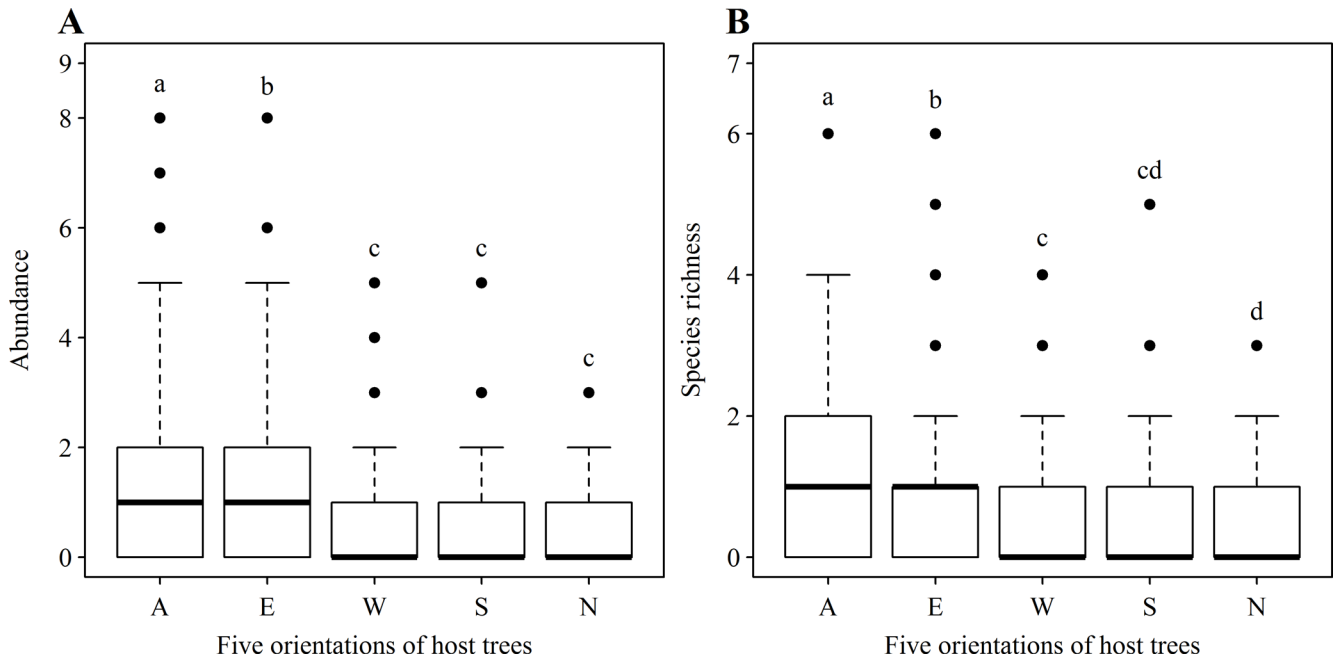 A
9
8
6
4
2
0
Abundance
a
b
c
c
c
A E W S N
Five orientations of host trees
B
7
6
4
2
0
Species richness
a
b
c
cd
d
A E W S N
Five orientations of host trees